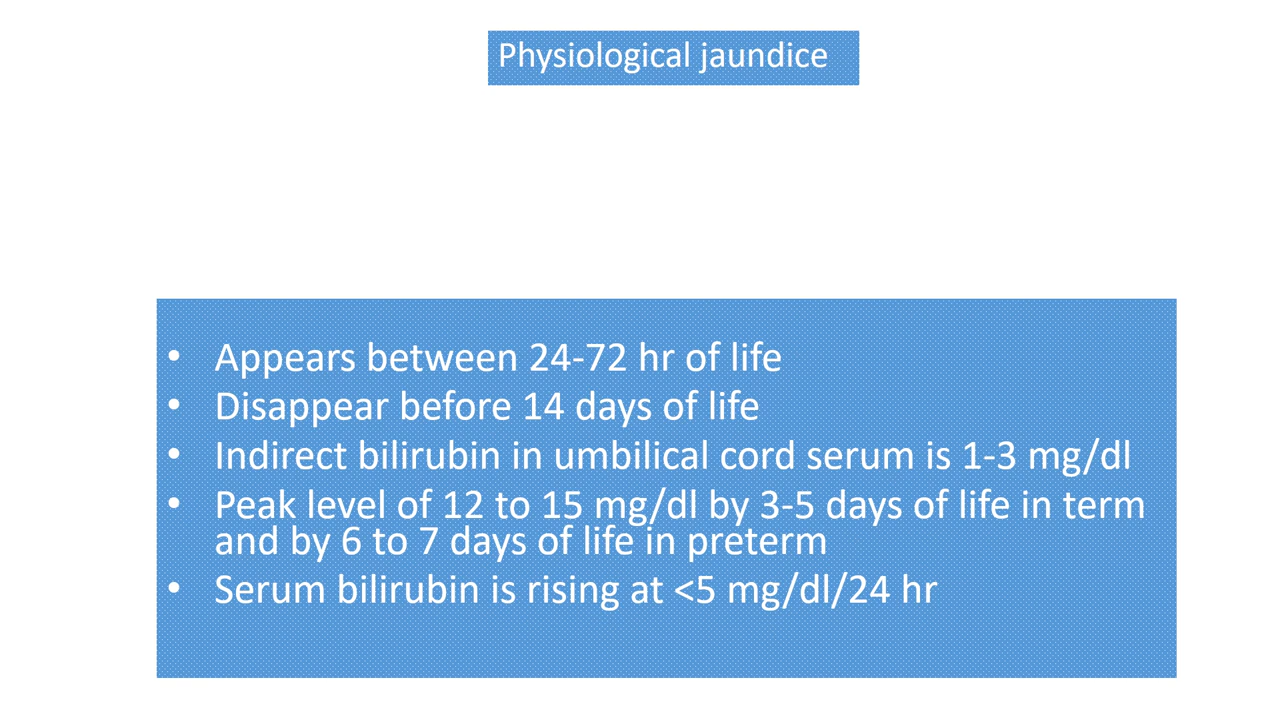 Physiological jaundice
• Appears between 24-72 hr of life
• Disappear before 14 days of life
• Indirect bilirubin in umbilical cord serum is 1-3 mg/dl
• Peak level of 12 to 15 mg/dl by 3-5 days of life in term
and by 6 to 7 days of life in preterm
• Serum bilirubin is rising at <5 mg/dl/24 hr